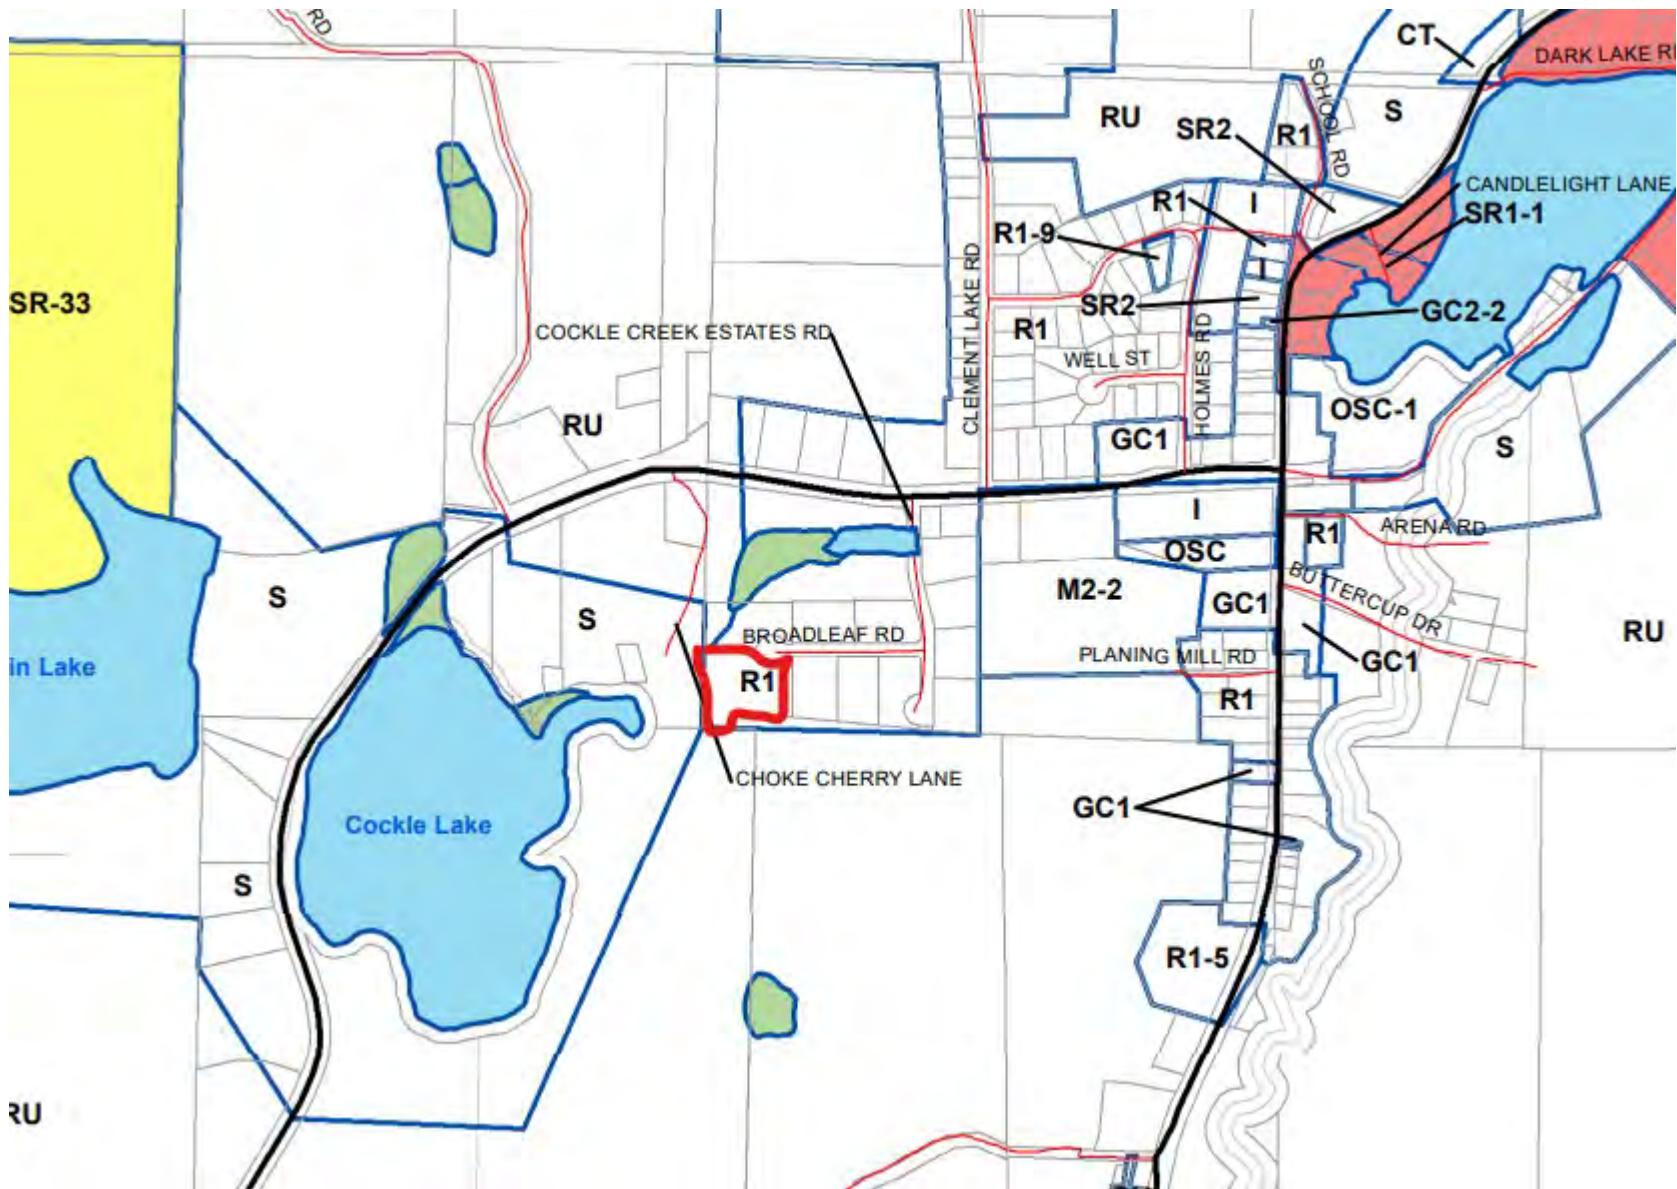 RD
CT
DARK LAKE RD
SCHOOL RD
S
RU
SR2
R1
CANDLELIGHT LANE
R1
I
SR1-1
R1-9
CLEMENT LAKE RD
I
SR-33
SR2
GC2-2
COCKLE CREEK ESTATES RD
R1
WELL ST
HOLMES RD
OSC-1
RU
GC1
S
I
R1
ARENA RD
OSC
S
M2-2
GC1
BUTTERCUP DR
S
BROADLEAF RD
RU
in Lake
PLANING MILL RD
GC1
R1
R1
CHOKE CHERRY LANE
GC1
Cockle Lake
S
R1-5
RU